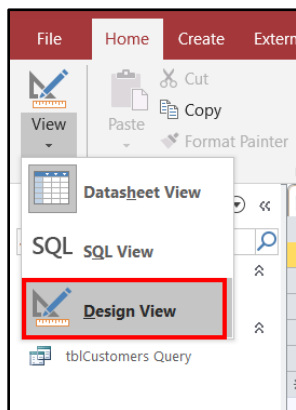 File Home Create Extern
View
Paste
Cut
Copy
Format Painter
Datasheet View
SQL SQL View
Design View
tblCustomers Query